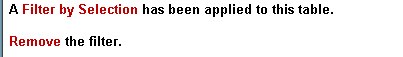 A Filter by Selection has been applied to this table.
Remove the filter.